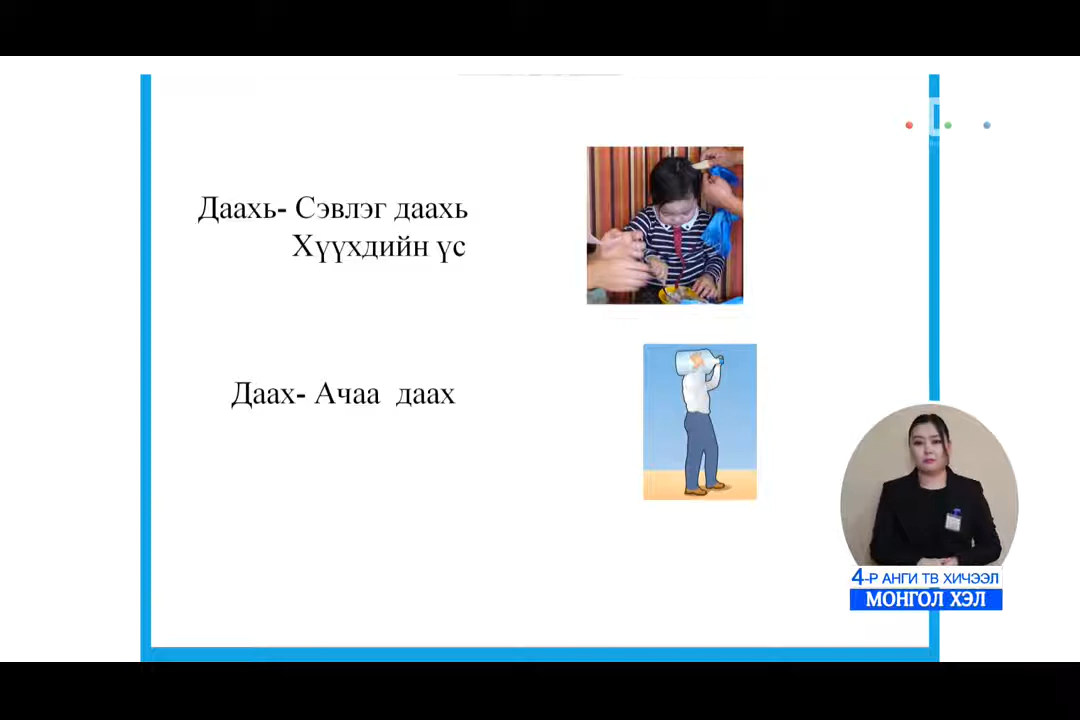 Даахь- Сэвлэг даахь
Хүүхдийн үс
Даах- Ачаа даах
4-Р АНГИ ТВ ХИЧЭЭЛ
МОНГОЛ ХЭЛ